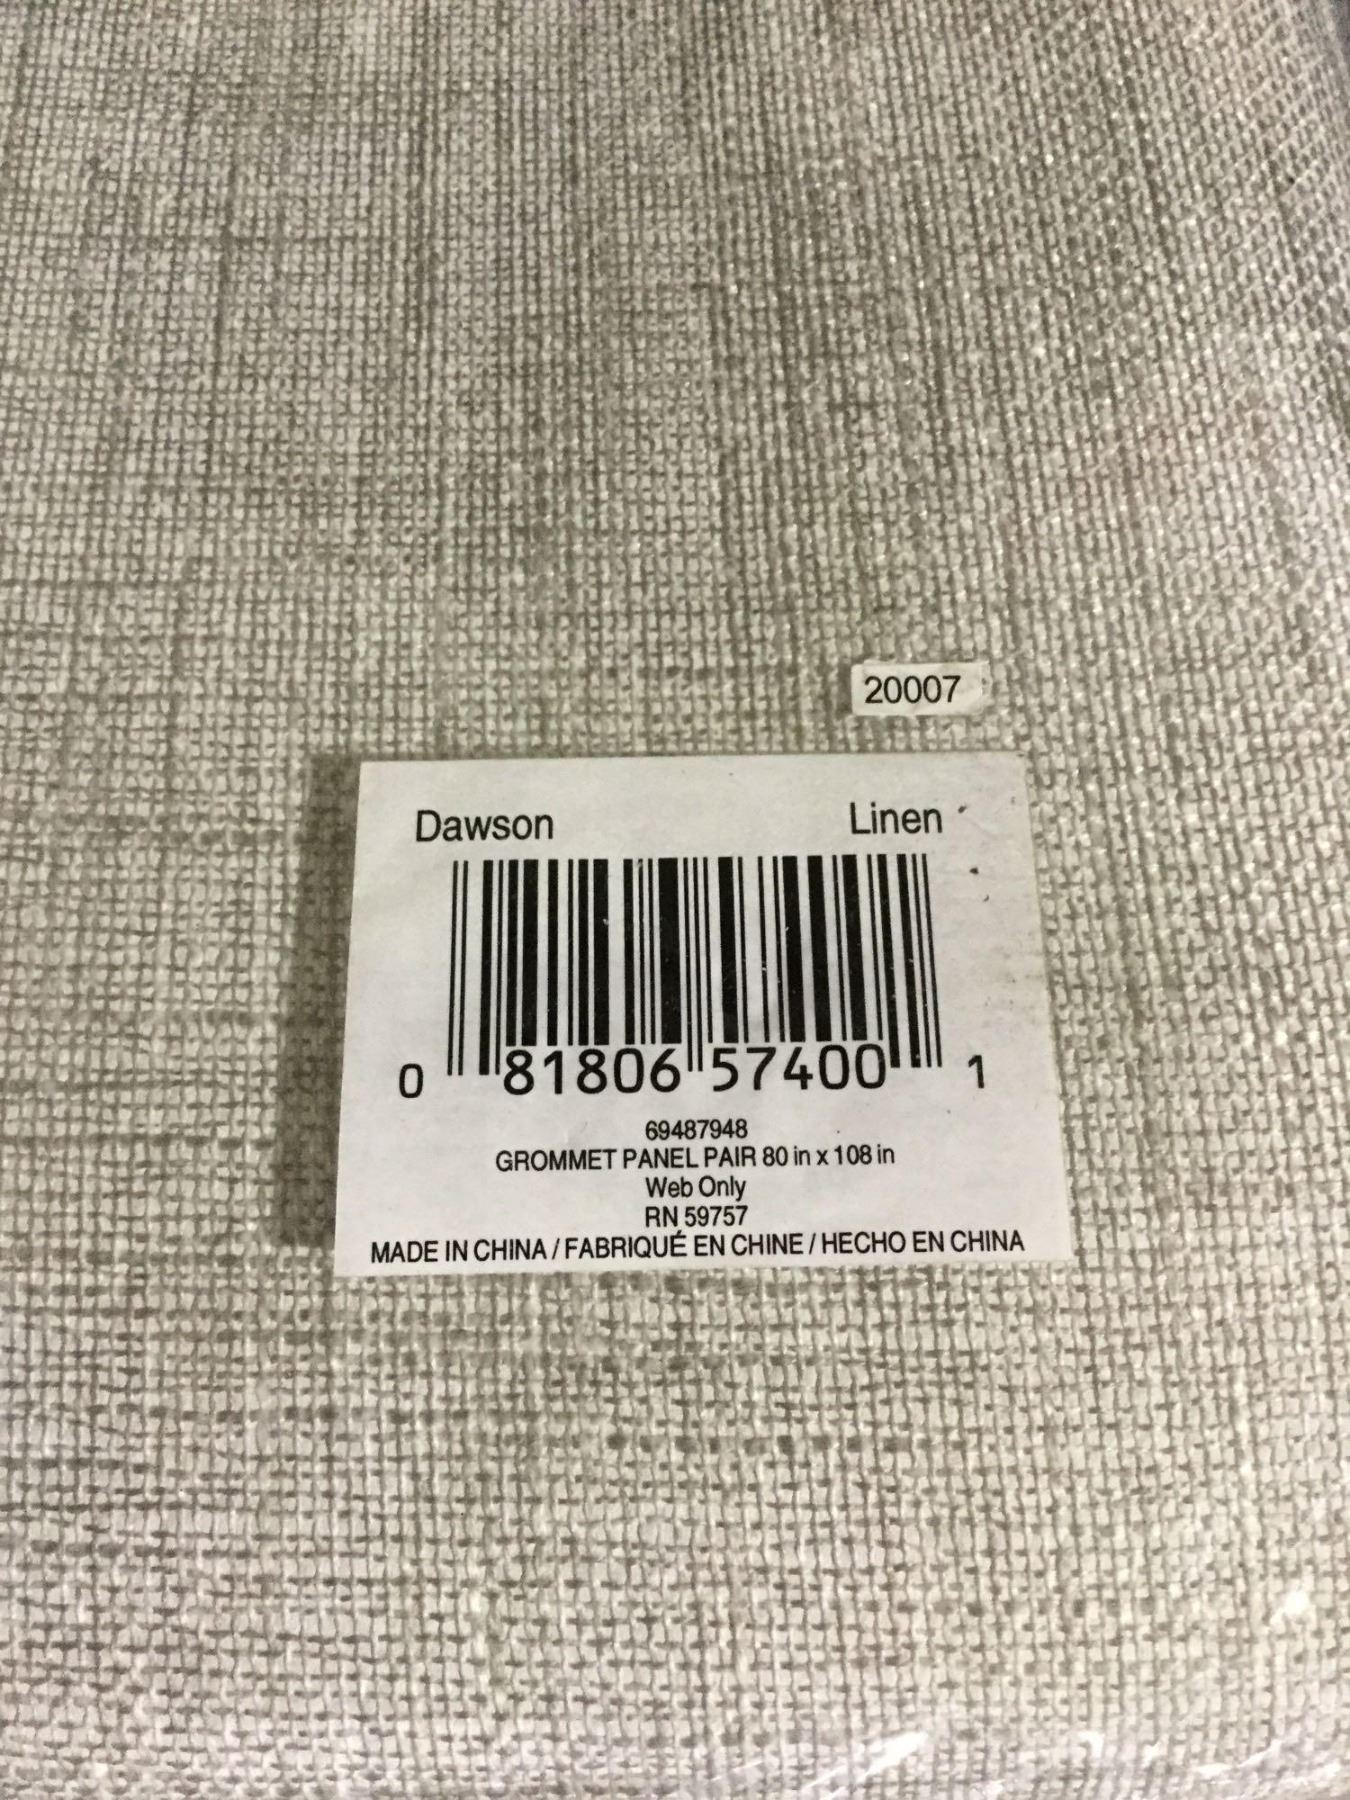 20007
Dawson Linen
0 81806 57400 1
69487948
GROMMET PANEL PAIR 80 in x 108 in
Web Only
RN 59757
MADE IN CHINA / FABRIQUÉ EN CHINE / HECHO EN CHINA